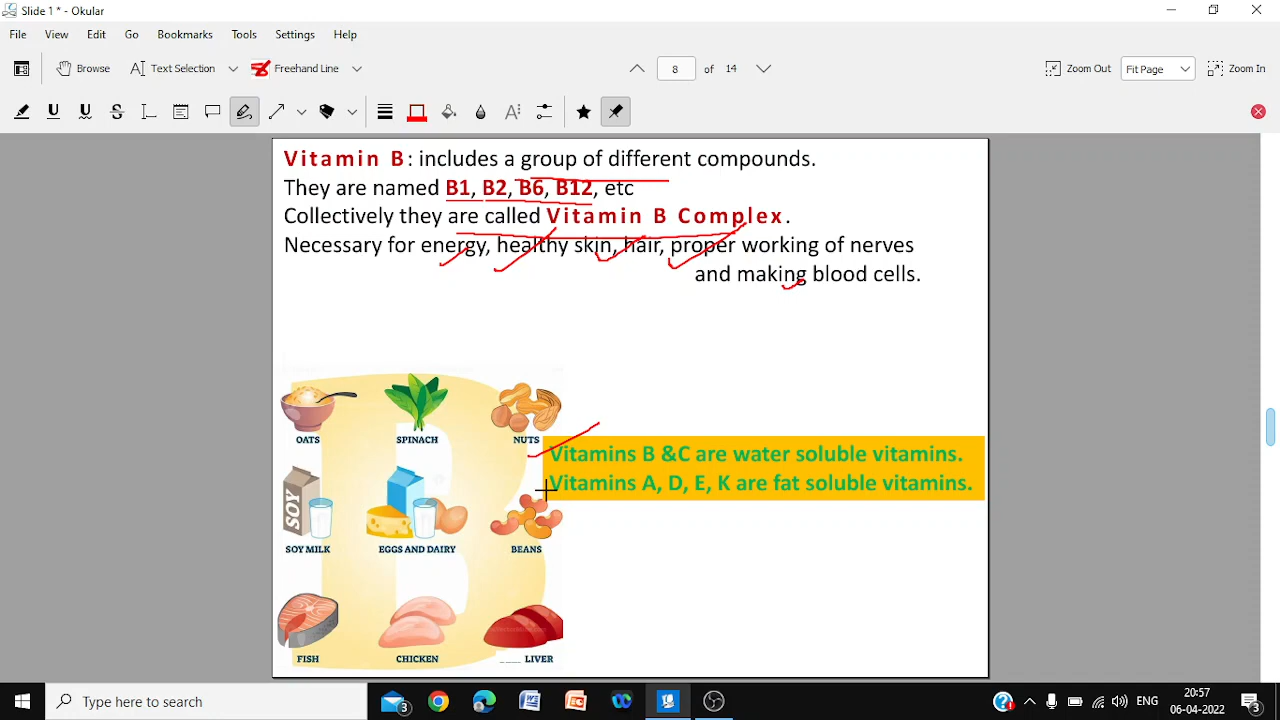 Slide 1 * - Okular
File View Edit Go Bookmarks Tools Settings Help
Browse Text Selection Freehand Line 8 of 14 Zoom Out Fit Page Zoom In
Vitamin B: includes a group of different compounds.
They are named B1, B2, B6, B12, etc
Collectively they are called Vitamin B Complex.
Necessary for energy, healthy skin, hair, proper working of nerves
and making blood cells.
OATS SPINACH NUTS
Vitamins B &C are water soluble vitamins.
Vitamins A, D, E, K are fat soluble vitamins.
SOY
SOY MILK EGGS AND DAIRY BEANS
FISH CHICKEN LIVER
Type here to search
3
ENG
20:57
06-04-2022
3